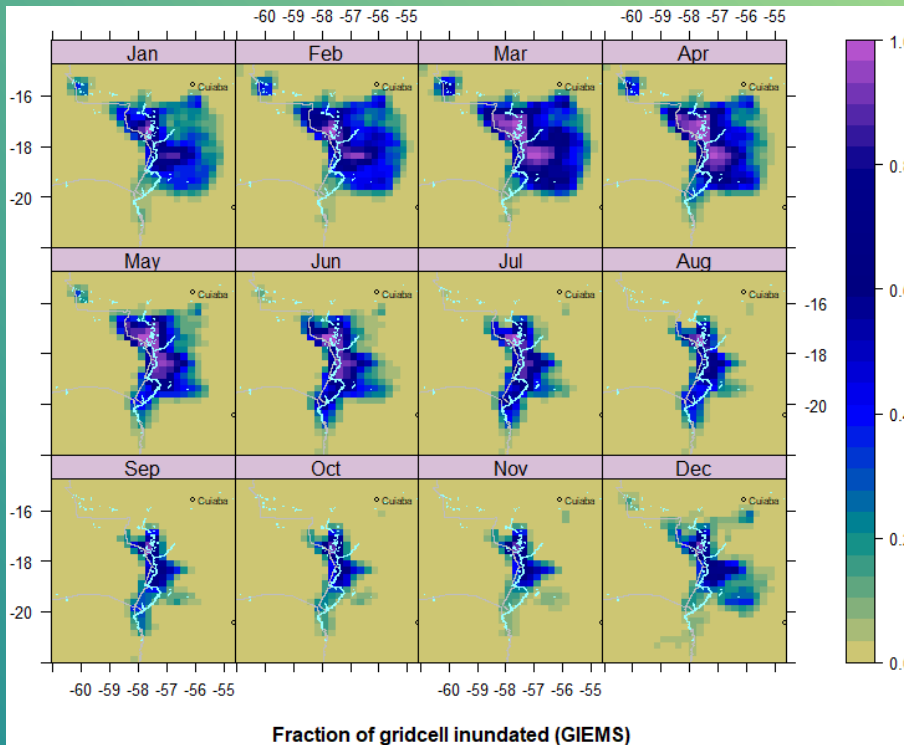 -60 -59 -58 -57 -56 -55
-60 -59 -58 -57 -56 -55
Jan
Feb
Mar
Apr
Cuiaba
Cuiaba
Cuiaba
Cuiaba
-16
-18
-20
May
Jun
Jul
Aug
Cuiaba
Cuiaba
Cuiaba
Cuiaba
-16
-18
-20
Sep
Oct
Nov
Dec
Cuiaba
Cuiaba
Cuiaba
Cuiaba
-16
-18
-20
-60 -59 -58 -57 -56 -55
-60 -59 -58 -57 -56 -55
Fraction of gridcell inundated (GIEMS)